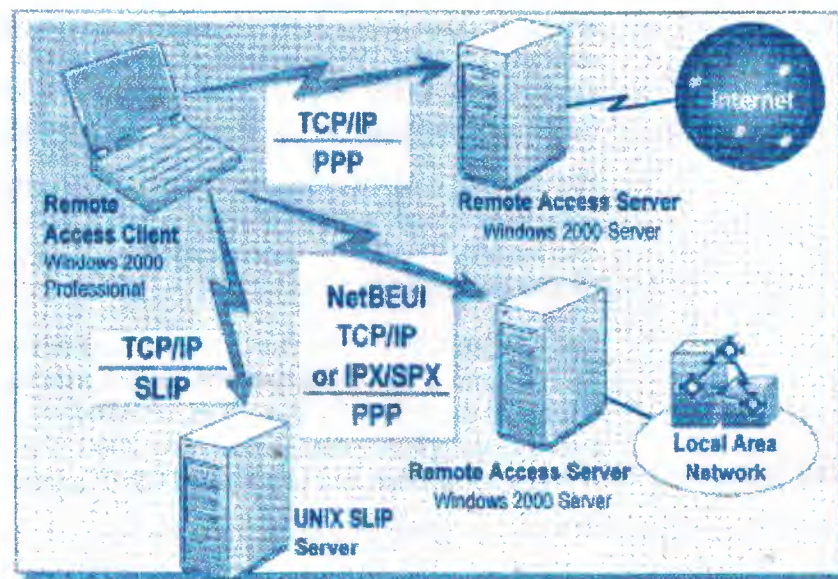 TCP/IP
PPP
Internet
Remote
Access Client
Windows 2000
Professional
Remote Access Server
Windows 2000 Server
NetBEUI
TCP/IP
or IPX/SPX
PPP
TCP/IP
SLIP
Local Area
Network
Remote Access Server
Windows 2000 Server
UNIX SLIP
Server